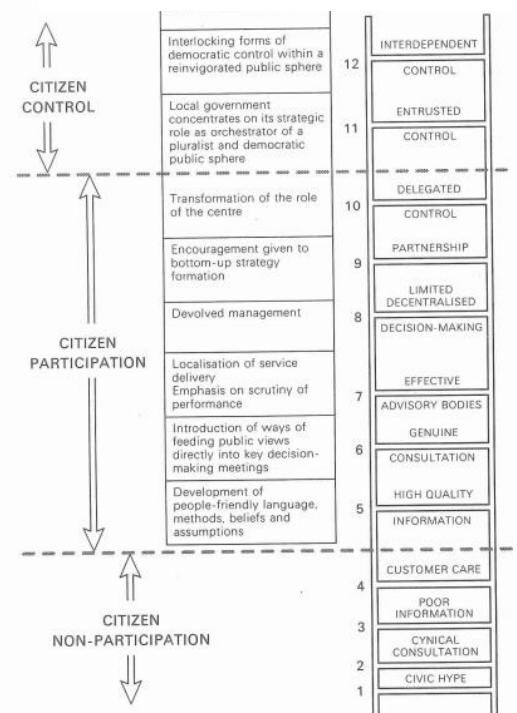 CITIZEN
CONTROL
CITIZEN
PARTICIPATION
CITIZEN
NON-PARTICIPATION
Interlocking forms of
democratic control within a
reinvigorated public sphere
Local government
concentrates on its strategic
role as orchestrator of a
pluralist and democratic
public sphere
Transformation of the role
of the centre
Encouragement given to
bottom-up strategy
formation
Devolved management
Localisation of service
delivery
Emphasis on scrutiny of
performance
Introduction of ways of
feeding public views
directly into key decision-
making meetings
Development of
people-friendly language,
methods, beliefs and
assumptions
INTERDEPENDENT
12
CONTROL
ENTRUSTED
11
CONTROL
DELEGATED
10
CONTROL
PARTNERSHIP
9
LIMITED
DECENTRALISED
8
DECISION-MAKING
EFFECTIVE
7
ADVISORY BODIES
GENUINE
6
CONSULTATION
HIGH QUALITY
5
INFORMATION
CUSTOMER CARE
4
POOR
INFORMATION
3
CYNICAL
CONSULTATION
2
CIVIC HYPE
1